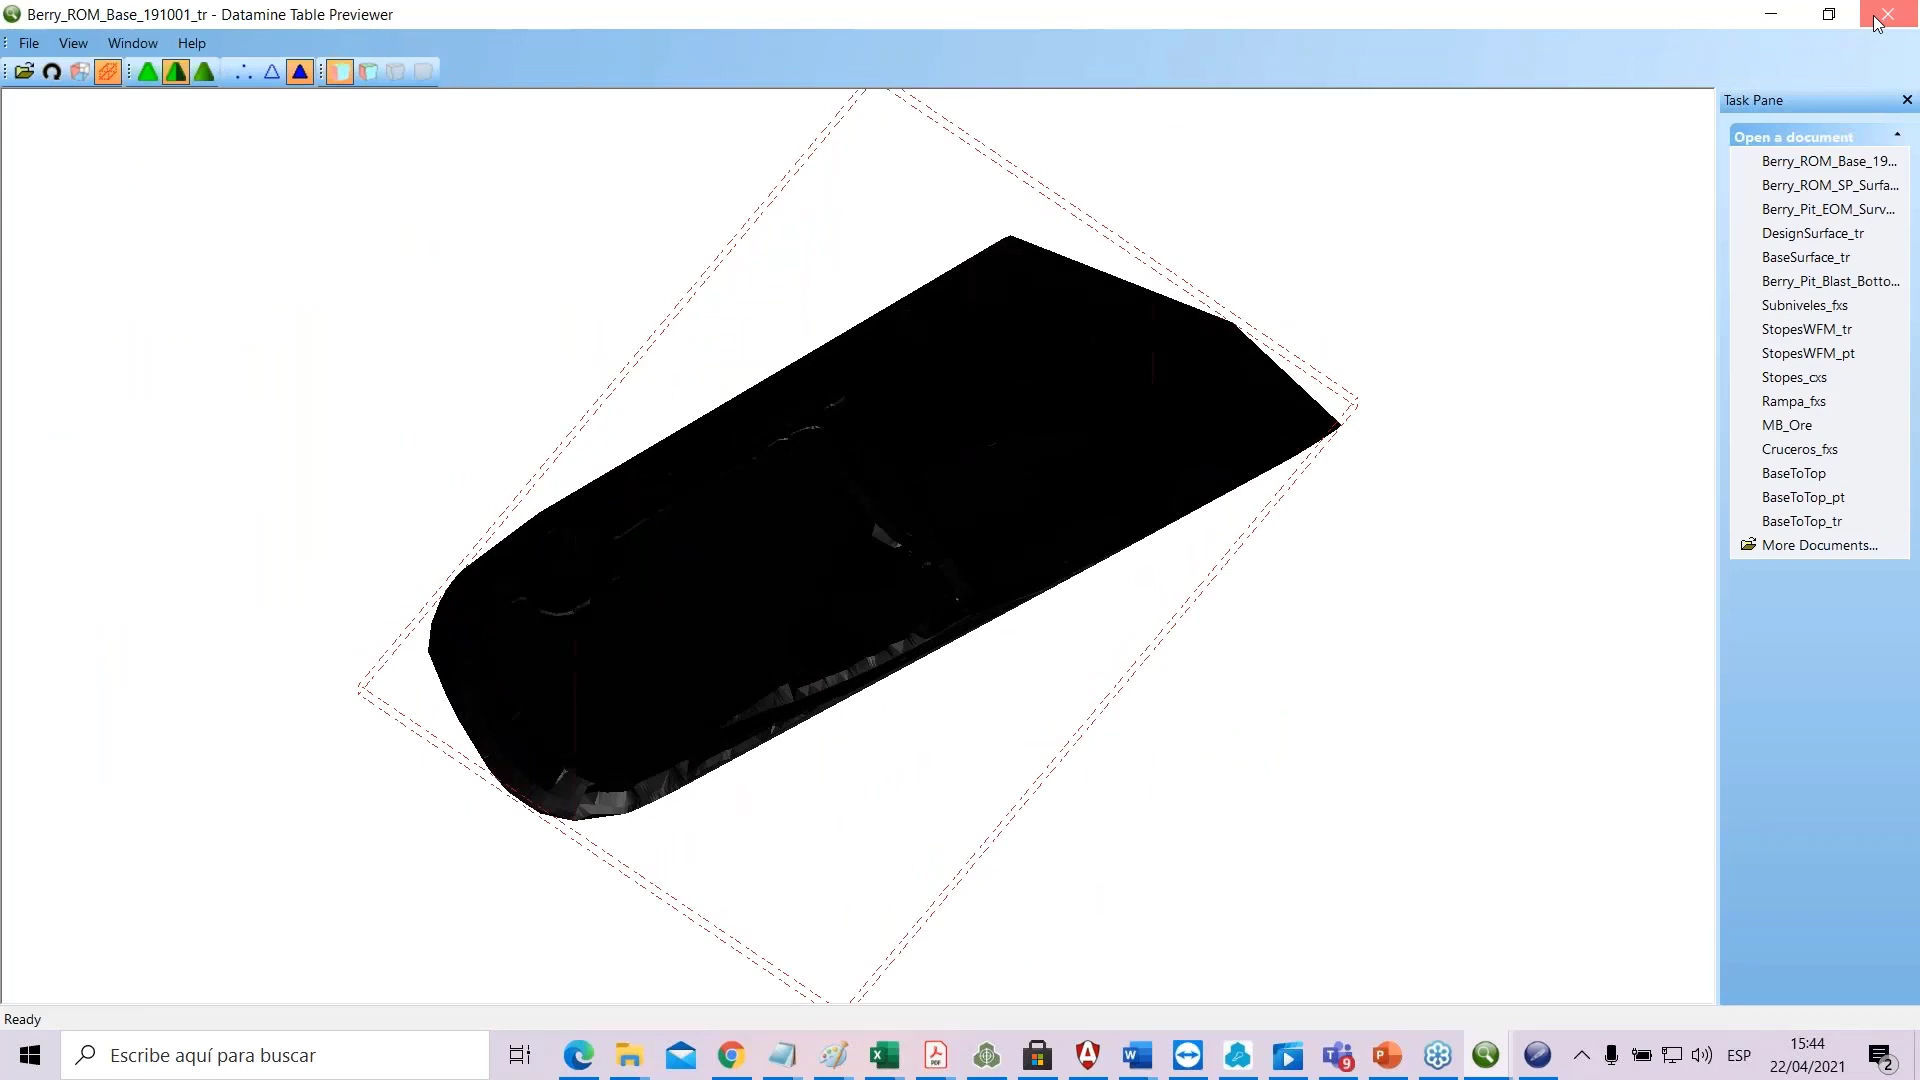 Berry_ROM_Base_191001_tr - Datamine Table Previewer
File View Window Help
Task Pane
Open a document
Berry_ROM_Base_19...
Berry_ROM_SP_Surfa...
Berry_Pit_EOM_Surv...
DesignSurface_tr
BaseSurface_tr
Berry_Pit_Blast_Botto...
Subniveles_fxs
StopesWFM_tr
StopesWFM_pt
Stopes_cxs
Rampa_fxs
MB_Ore
Cruceros_fxs
BaseToTop
BaseToTop_pt
BaseToTop_tr
More Documents...
Ready
Escribe aquí para buscar
9
ESP
15:44
22/04/2021
2